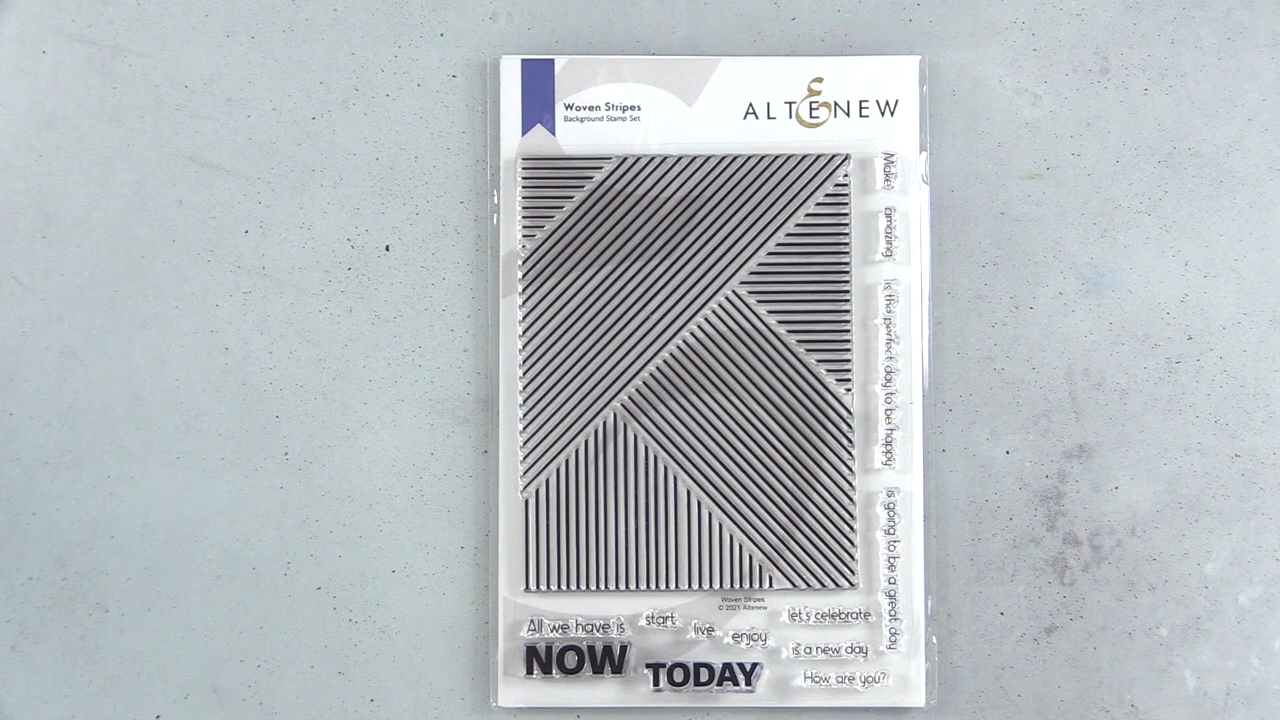 Woven Stripes
Background Stamp Set
ALTENEW
Make
amazing
is the perfect day to be happy
is going to be a great day
Woven Stripes
© 2021 Altenew
All we have is
start
live
enjoy
let's celebrate
NOW
TODAY
is a new day
How are you?